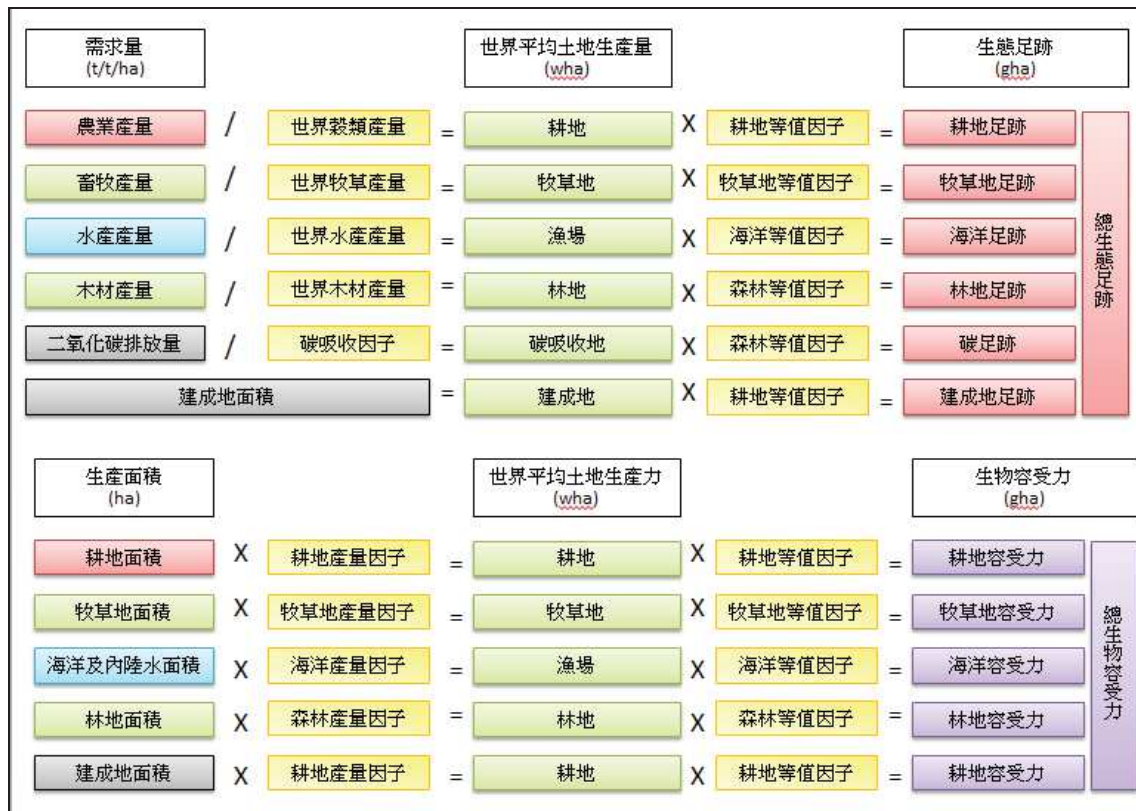 需求量
(t/t/ha)
世界平均土地生產量
(wha)
生態足跡
(gha)
農業產量 / 世界穀類產量 = 耕地 X 耕地等值因子 = 耕地足跡
畜牧產量 / 世界牧草產量 = 牧草地 X 牧草地等值因子 = 牧草地足跡
水產產量 / 世界水產產量 = 漁場 X 海洋等值因子 = 海洋足跡
木材產量 / 世界木材產量 = 林地 X 森林等值因子 = 林地足跡
二氧化碳排放量 / 碳吸收因子 = 碳吸收地 X 森林等值因子 = 碳足跡
建成地面積 = 建成地 X 耕地等值因子 = 建成地足跡
總生態足跡
生產面積
(ha)
世界平均土地生產力
(wha)
生物容受力
(gha)
耕地面積 X 耕地產量因子 = 耕地 X 耕地等值因子 = 耕地容受力
牧草地面積 X 牧草地產量因子 = 牧草地 X 牧草地等值因子 = 牧草地容受力
海洋及內陸水面積 X 海洋產量因子 = 漁場 X 海洋等值因子 = 海洋容受力
林地面積 X 森林產量因子 = 林地 X 森林等值因子 = 林地容受力
建成地面積 X 耕地產量因子 = 耕地 X 耕地等值因子 = 耕地容受力
總生物容受力